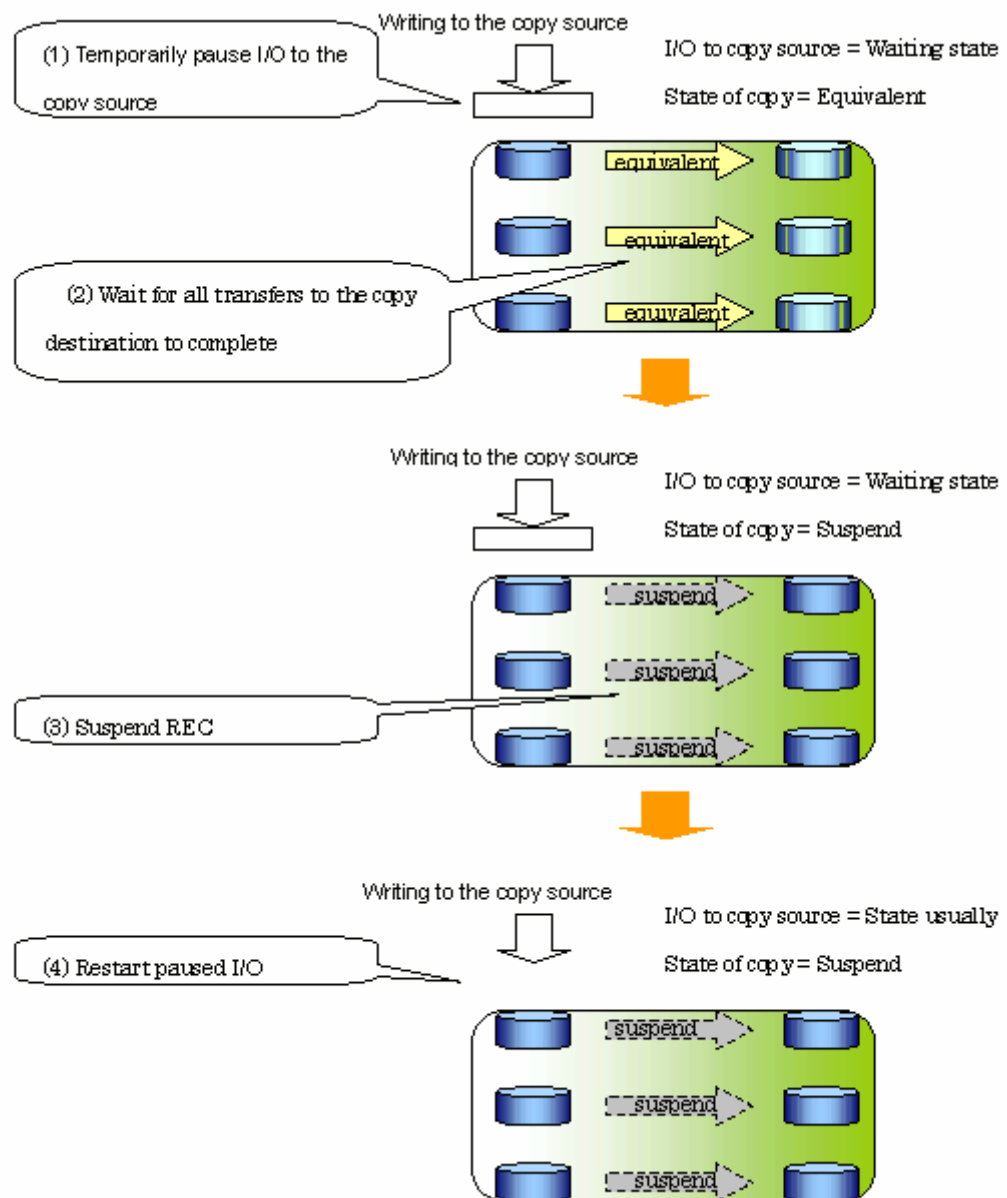 Writing to the copy source
(1) Temporarily pause I/O to the
copy source
I/O to copy source = Waiting state
State of copy = Equivalent
equivalent
equivalent
equivalent
(2) Wait for all transfers to the copy
destination to complete
Writing to the copy source
I/O to copy source = Waiting state
State of copy = Suspend
suspend
suspend
suspend
(3) Suspend REC
Writing to the copy source
I/O to copy source = State usually
State of copy = Suspend
(4) Restart paused I/O
suspend
suspend
suspend